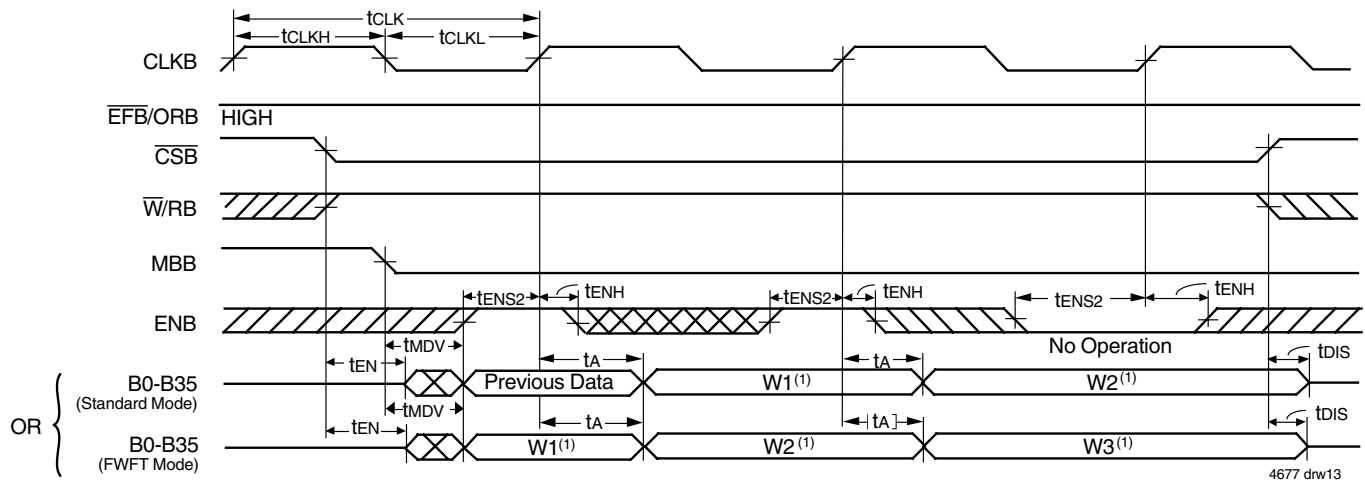 tCLK
tCLKH tCLKL
CLKB
EFB/ORB HIGH
CSB
W/RB
MBB
tENS2 tENH tENS2 tENH tENS2 tENH
ENB
No Operation
tMDV
tEN tA tA tDIS
B0-B35 Previous Data W1(1) W2(1)
(Standard Mode)
OR
tMDV
tEN tA tA] tDIS
B0-B35 W1(1) W2(1) W3(1)
(FWFT Mode)
4677 drw13